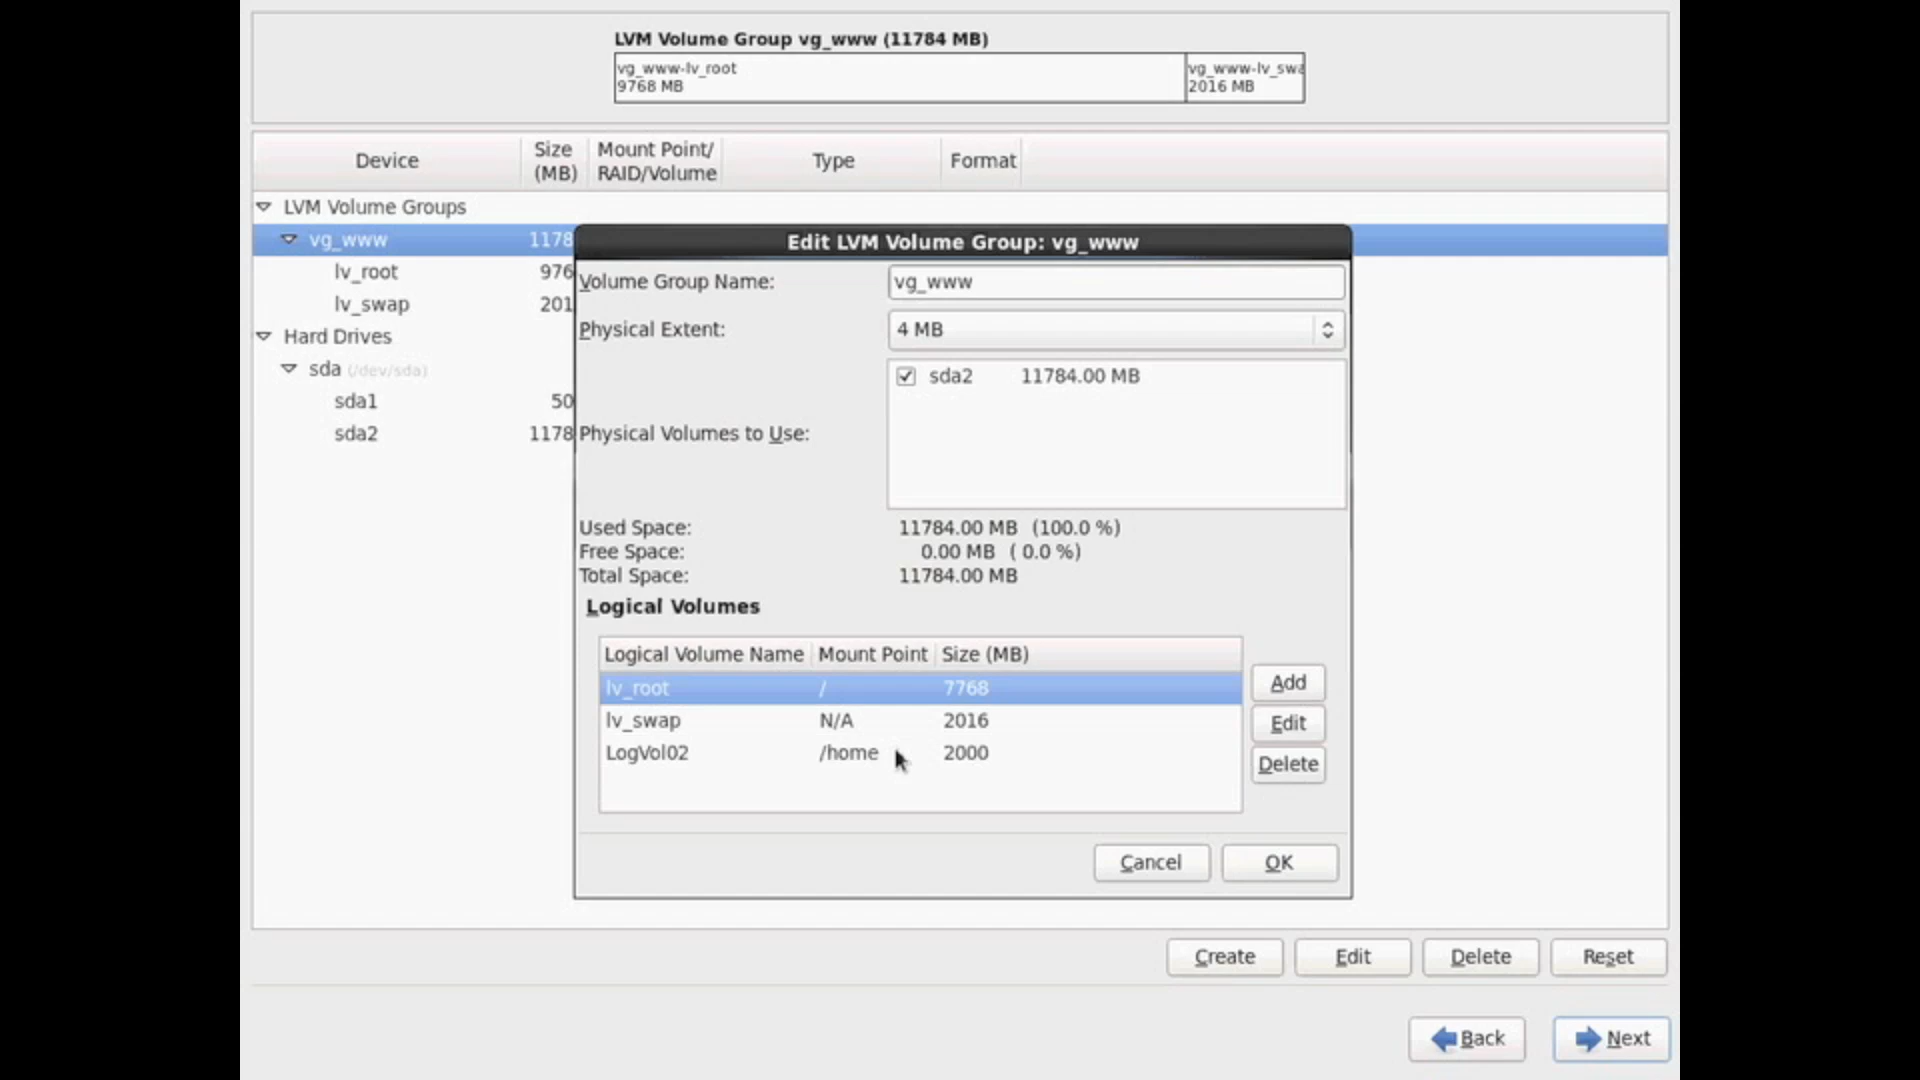 LVM Volume Group vg_www (11784 MB)
vg_www-lv_root vg_www-lv_swa
9768 MB 2016 MB
Device Size (MB) Mount Point/ RAID/Volume Type Format
LVM Volume Groups
vg_www 1178
lv_root 976
lv_swap 201
Hard Drives
sda (/dev/sda)
sda1 50
sda2 1178
Edit LVM Volume Group: vg_www
Volume Group Name: vg_www
Physical Extent: 4 MB
sda2 11784.00 MB
Physical Volumes to Use:
Used Space: 11784.00 MB (100.0 %)
Free Space: 0.00 MB ( 0.0 %)
Total Space: 11784.00 MB
Logical Volumes
Logical Volume Name Mount Point Size (MB)
lv_root / 7768
lv_swap N/A 2016
LogVol02 /home 2000
Add
Edit
Delete
Cancel OK
Create Edit Delete Reset
Back Next